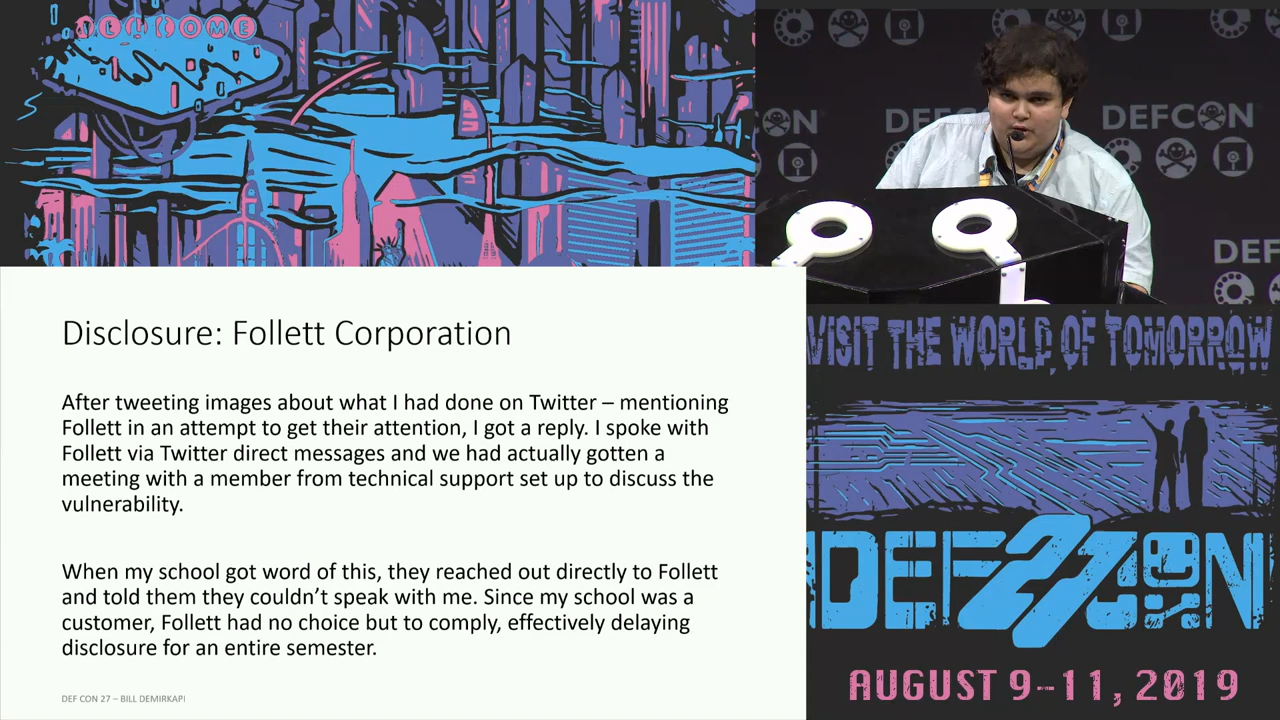 WELCOME
DEFCON
DEFCON
DEFCON
DEFCON
Disclosure: Follett Corporation
After tweeting images about what I had done on Twitter – mentioning
Follett in an attempt to get their attention, I got a reply. I spoke with
Follett via Twitter direct messages and we had actually gotten a
meeting with a member from technical support set up to discuss the
vulnerability.
When my school got word of this, they reached out directly to Follett
and told them they couldn’t speak with me. Since my school was a
customer, Follett had no choice but to comply, effectively delaying
disclosure for an entire semester.
DEF CON 27 – BILL DEMIRKAPI
VISIT THE WORLD OF TOMORROW
DEF27CON
AUGUST 9-11, 2019